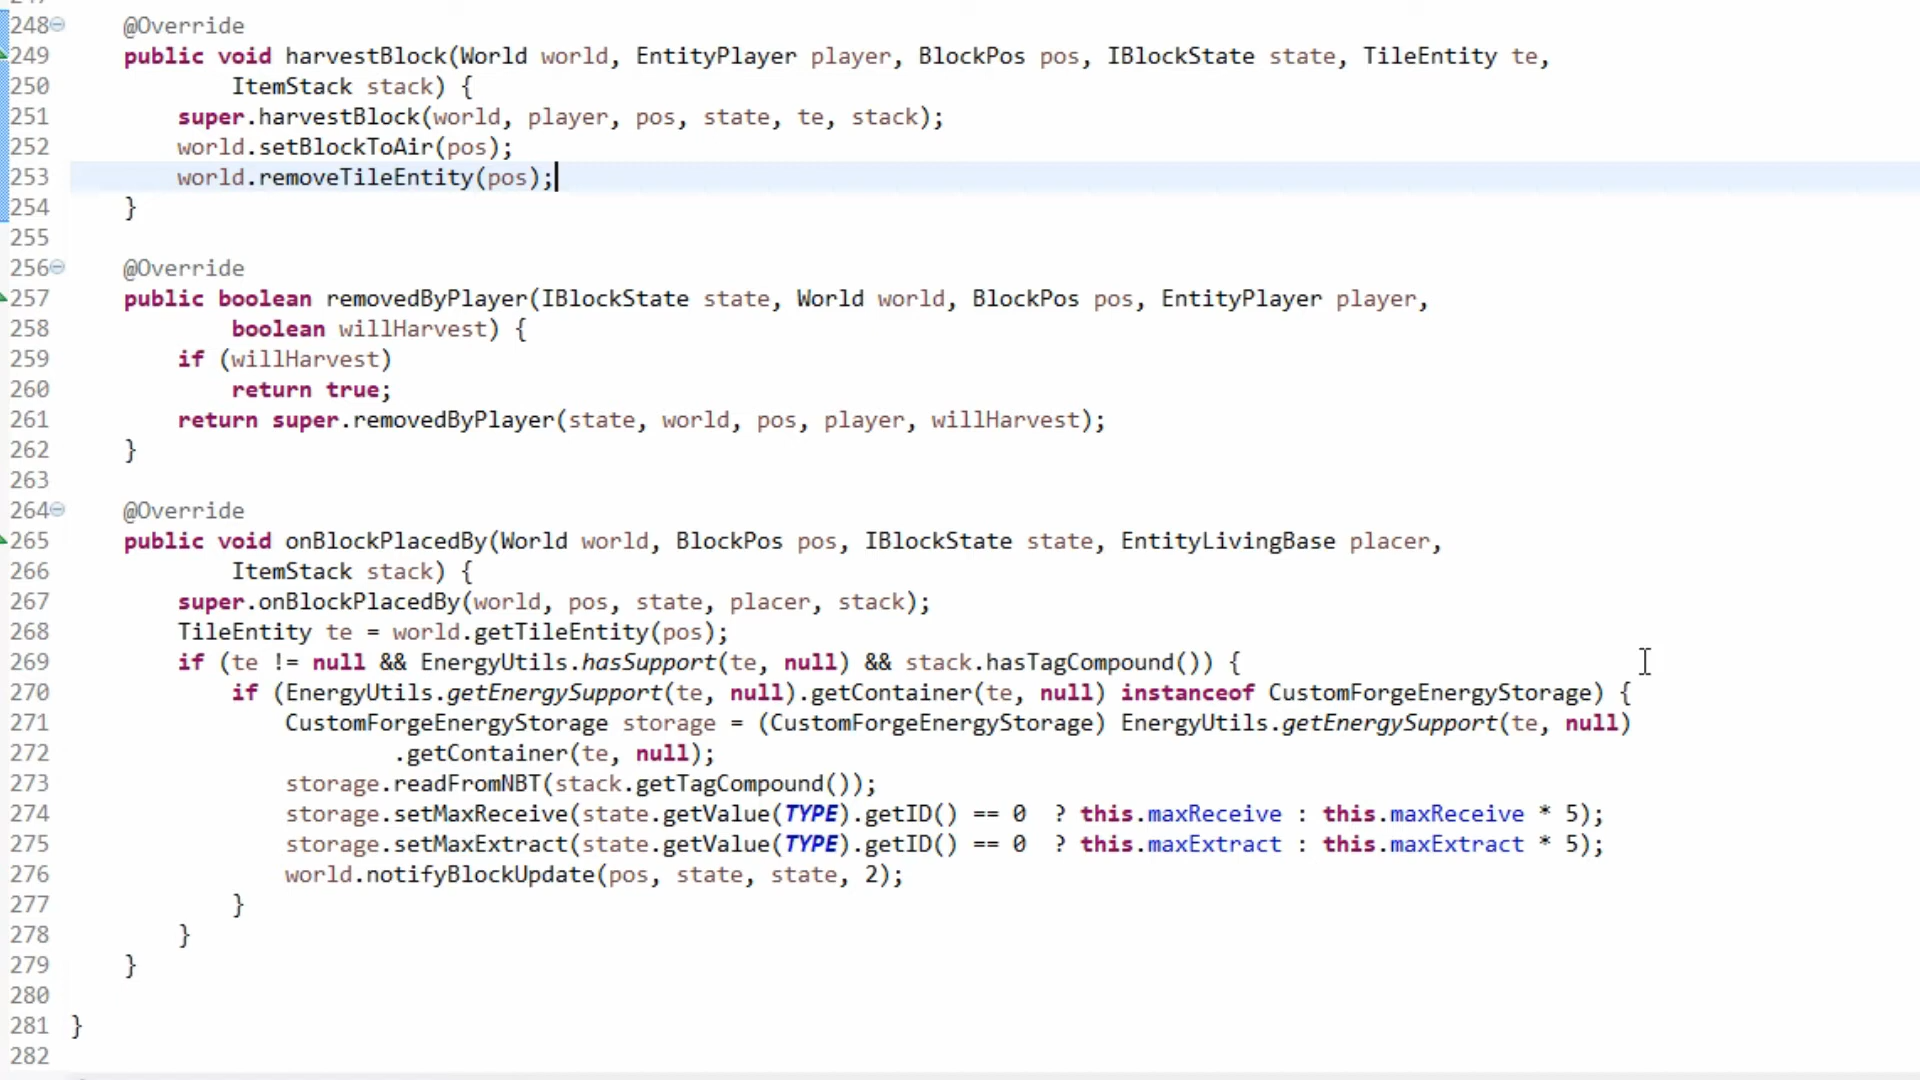 248 @Override
249 public void harvestBlock(World world, EntityPlayer player, BlockPos pos, IBlockState state, TileEntity te,
250 ItemStack stack) {
251 super.harvestBlock(world, player, pos, state, te, stack);
252 world.setBlockToAir(pos);
253 world.removeTileEntity(pos);
254 }
255
256 @Override
257 public boolean removedByPlayer(IBlockState state, World world, BlockPos pos, EntityPlayer player,
258 boolean willHarvest) {
259 if (willHarvest)
260 return true;
261 return super.removedByPlayer(state, world, pos, player, willHarvest);
262 }
263
264 @Override
265 public void onBlockPlacedBy(World world, BlockPos pos, IBlockState state, EntityLivingBase placer,
266 ItemStack stack) {
267 super.onBlockPlacedBy(world, pos, state, placer, stack);
268 TileEntity te = world.getTileEntity(pos);
269 if (te != null && EnergyUtils.hasSupport(te, null) && stack.hasTagCompound()) {
270 if (EnergyUtils.getEnergySupport(te, null).getContainer(te, null) instanceof CustomForgeEnergyStorage) {
271 CustomForgeEnergyStorage storage = (CustomForgeEnergyStorage) EnergyUtils.getEnergySupport(te, null)
272 .getContainer(te, null);
273 storage.readFromNBT(stack.getTagCompound());
274 storage.setMaxReceive(state.getValue(TYPE).getID() == 0 ? this.maxReceive : this.maxReceive * 5);
275 storage.setMaxExtract(state.getValue(TYPE).getID() == 0 ? this.maxExtract : this.maxExtract * 5);
276 world.notifyBlockUpdate(pos, state, state, 2);
277 }
278 }
279 }
280
281 }
282